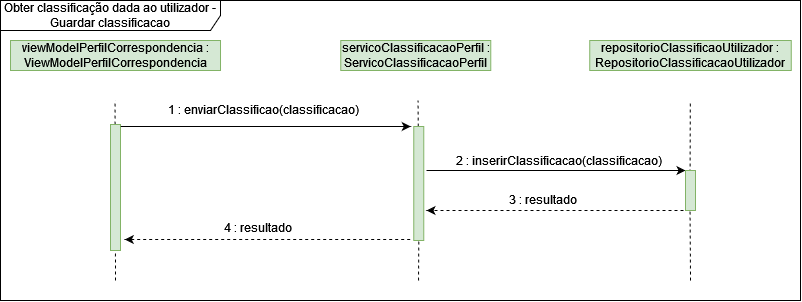 Obter classificação dada ao utilizador -
Guardar classificacao
viewModelPerfilCorrespondencia :
ViewModelPerfilCorrespondencia
servicoClassificacaoPerfil :
ServicoClassificacaoPerfil
repositorioClassificaoUtilizador :
RepositorioClassificacaoUtilizador
1 : enviarClassificao(classificacao)
2 : inserirClassificacao(classificacao)
3 : resultado
4 : resultado